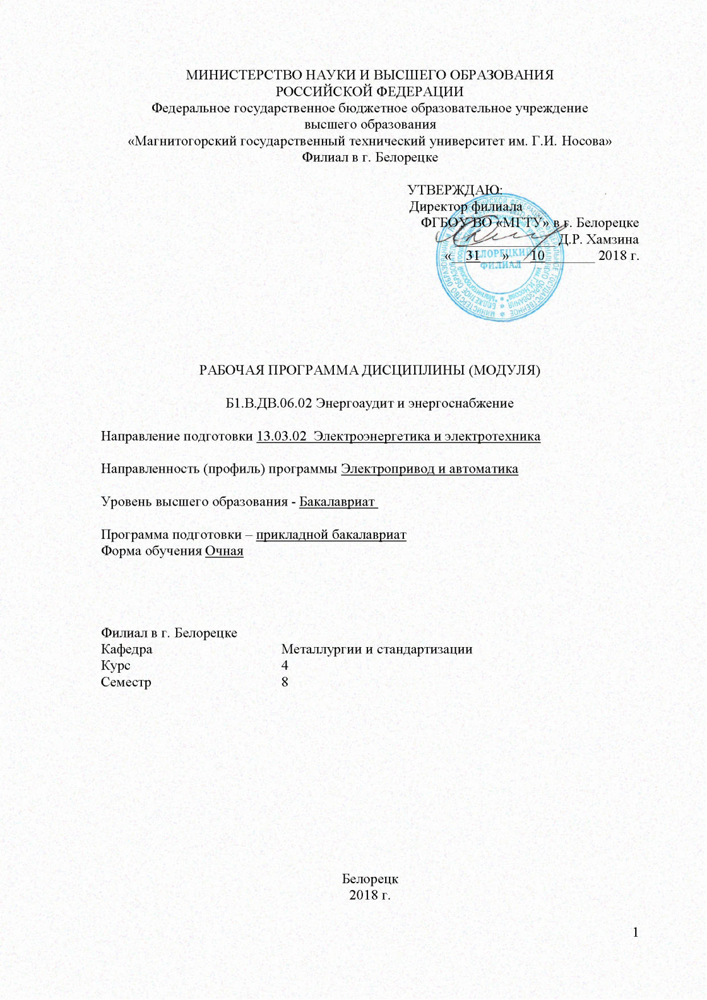 МИНИСТЕРСТВО НАУКИ И ВЫСШЕГО ОБРАЗОВАНИЯ
РОССИЙСКОЙ ФЕДЕРАЦИИ
Федеральное государственное бюджетное образовательное учреждение
высшего образования
«Магнитогорский государственный технический университет им. Г.И. Носова»
Филиал в г. Белорецке
УТВЕРЖДАЮ:
Директор филиала
ФГБОУ ВО «МГТУ» в г. Белорецке
Д.Р. Хамзина
« 31 » 10 2018 г.
БЕЛОРЕЦКИЙ
ФИЛИАЛ
РАБОЧАЯ ПРОГРАММА ДИСЦИПЛИНЫ (МОДУЛЯ)
Б1.В.ДВ.06.02 Энергоаудит и энергоснабжение
Направление подготовки 13.03.02 Электроэнергетика и электротехника
Направленность (профиль) программы Электропривод и автоматика
Уровень высшего образования - Бакалавриат
Программа подготовки – прикладной бакалавриат
Форма обучения Очная
Филиал в г. Белорецке
Кафедра Металлургии и стандартизации
Курс 4
Семестр 8
Белорецк
2018 г.
1